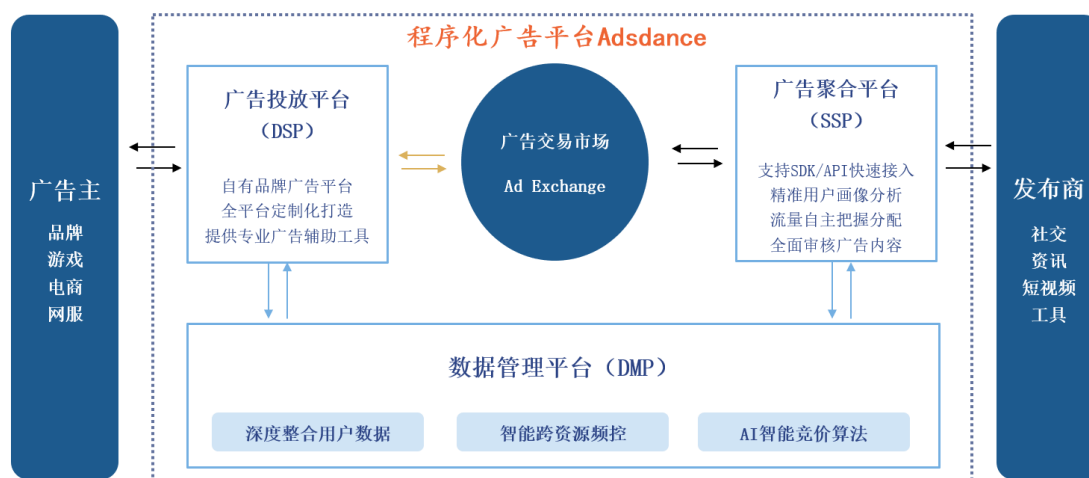 程序化广告平台Adsdance
广告主
品牌
游戏
电商
网服
广告投放平台
（DSP）
自有品牌广告平台
全平台定制化打造
提供专业广告辅助工具
广告交易市场
Ad Exchange
广告聚合平台
（SSP）
支持SDK/API快速接入
精准用户画像分析
流量自主把握分配
全面审核广告内容
发布商
社交
资讯
短视频
工具
数据管理平台（DMP）
深度整合用户数据
智能跨资源频控
AI智能竞价算法